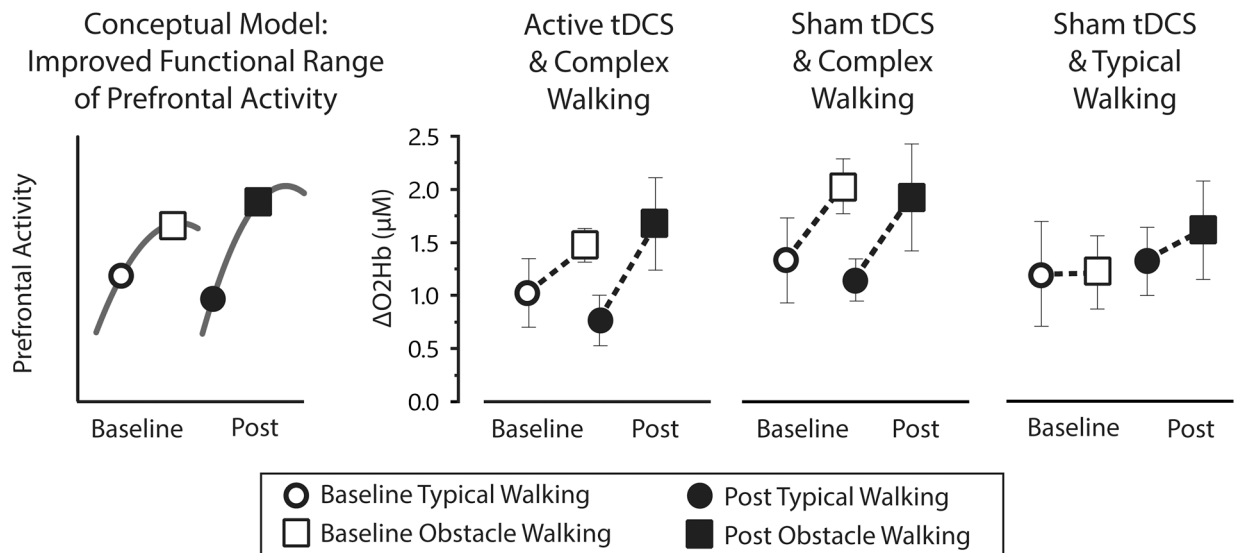 Conceptual Model:
Improved Functional Range
of Prefrontal Activity
Active tDCS
& Complex
Walking
Sham tDCS
& Complex
Walking
Sham tDCS
& Typical
Walking
Prefrontal Activity
Baseline Post
ΔO2Hb (µM)
2.5
2.0
1.5
1.0
0.5
0.0
Baseline Post
Baseline Post
Baseline Post
Baseline Typical Walking
Post Typical Walking
Baseline Obstacle Walking
Post Obstacle Walking